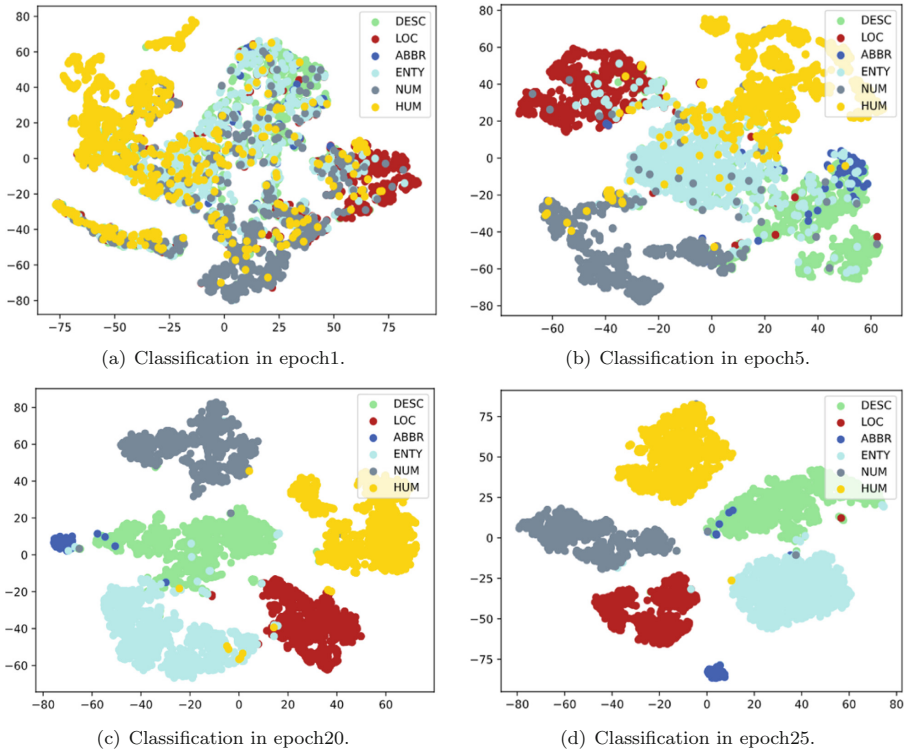 80
60
40
20
0
−20
−40
−60
−80
−75 −50 −25 0 25 50 75
DESC
LOC
ABBR
ENTY
NUM
HUM
(a) Classification in epoch1.
80
60
40
20
0
−20
−40
−60
−80
−60 −40 −20 0 20 40 60
DESC
LOC
ABBR
ENTY
NUM
HUM
(b) Classification in epoch5.
80
60
40
20
0
−20
−40
−60
−80 −60 −40 −20 0 20 40 60 80
DESC
LOC
ABBR
ENTY
NUM
HUM
(c) Classification in epoch20.
75
50
25
0
−25
−50
−75
−80 −60 −40 −20 0 20 40 60 80
DESC
LOC
ABBR
ENTY
NUM
HUM
(d) Classification in epoch25.